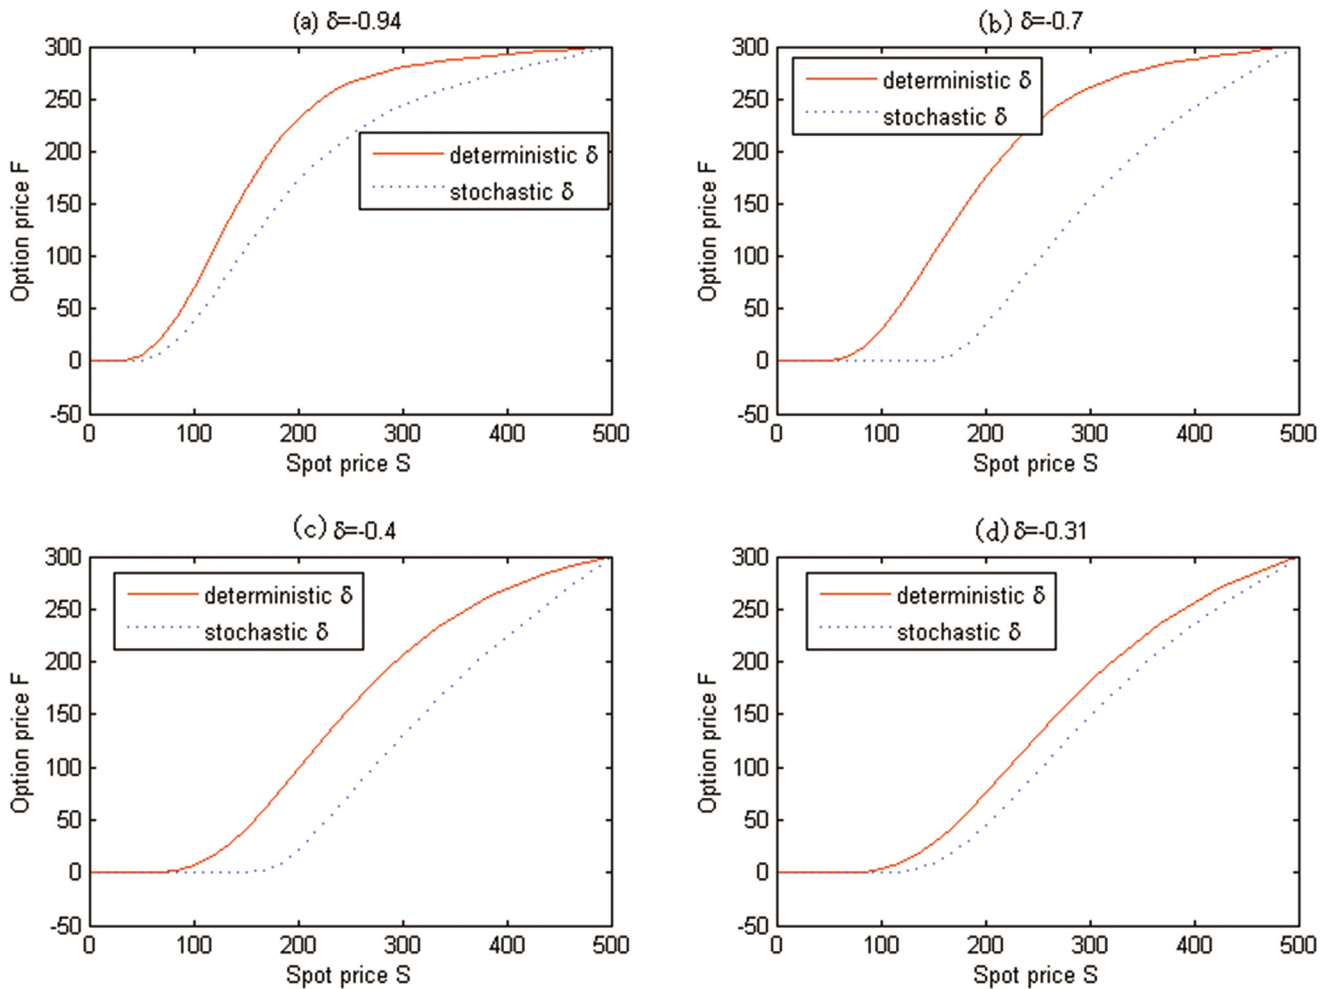 (a) δ=-0.94
300
250
200
150
100
50
0
-50
Option price F
deterministic δ
stochastic δ
0 100 200 300 400 500
Spot price S
(b) δ=-0.7
300
250
200
150
100
50
0
-50
Option price F
deterministic δ
stochastic δ
0 100 200 300 400 500
Spot price S
(c) δ=-0.4
300
250
200
150
100
50
0
-50
Option price F
deterministic δ
stochastic δ
0 100 200 300 400 500
Spot price S
(d) δ=-0.31
300
250
200
150
100
50
0
-50
Option price F
deterministic δ
stochastic δ
0 100 200 300 400 500
Spot price S